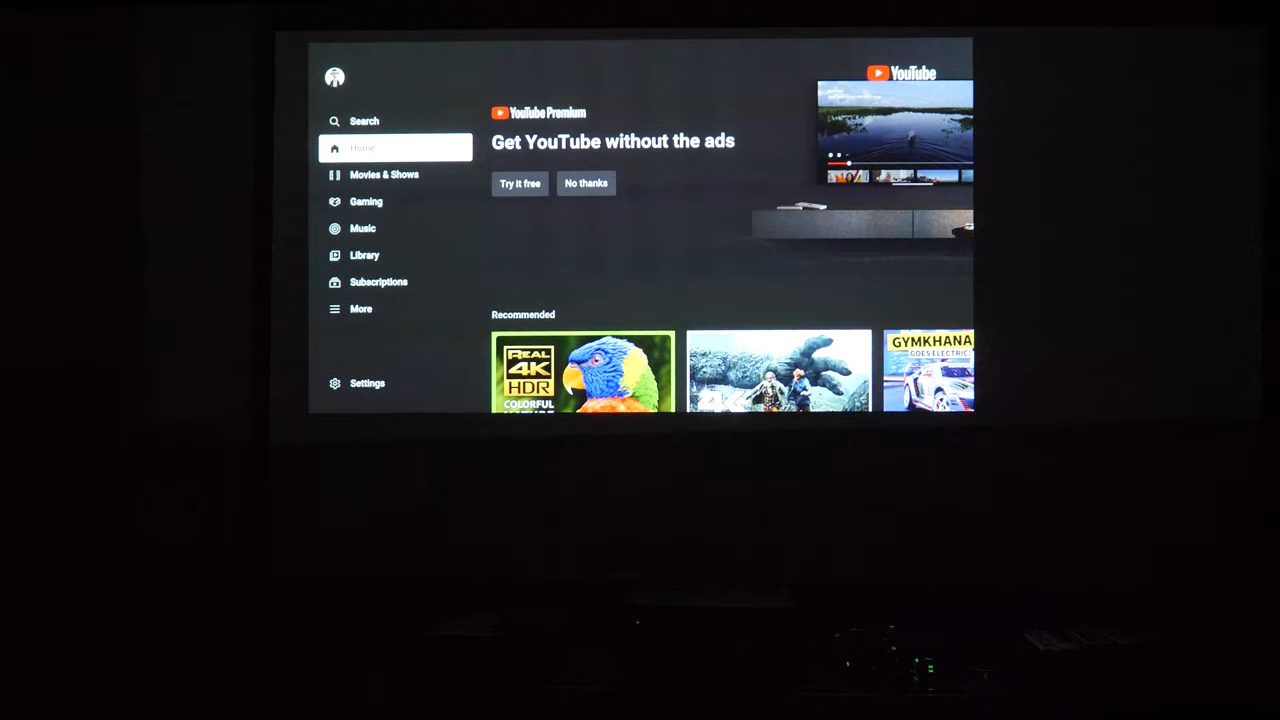 Search
Home
Movies & Shows
Gaming
Music
Library
Subscriptions
More
Settings
YouTube
YouTube Premium
Get YouTube without the ads
Try it free
No thanks
Recommended
REAL
4K
HDR
COLORFUL
4K
GYMKHANA
GOES ELECTRIC!